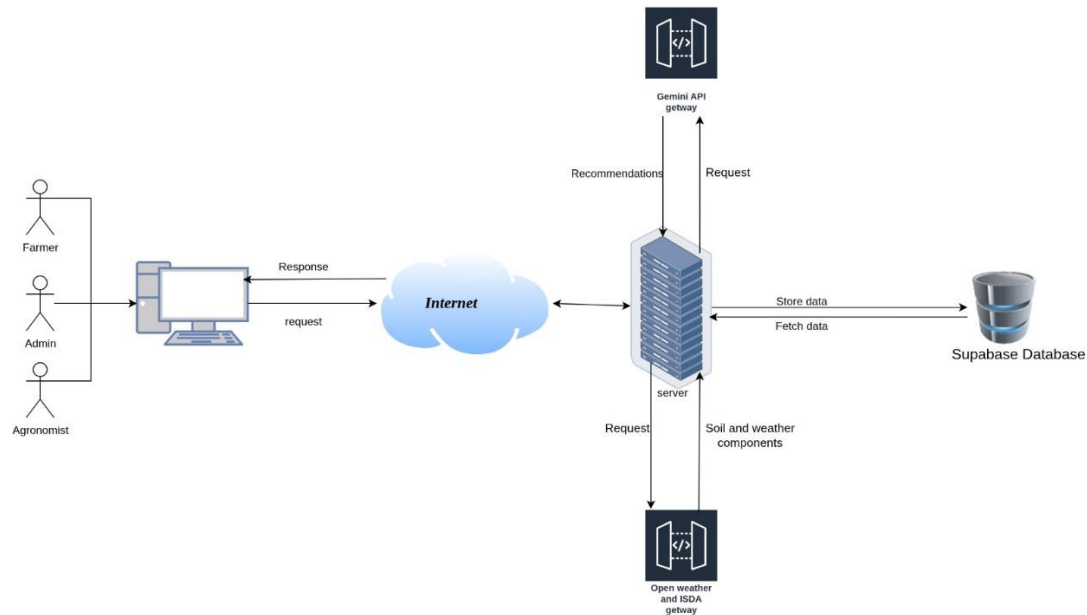 Gemini API
getway
Recommendations
Request
Farmer
Response
Internet
Admin
request
Store data
Fetch data
Supabase Database
server
Agronomist
Request
Soil and weather
components
Open weather
and ISDA
getway